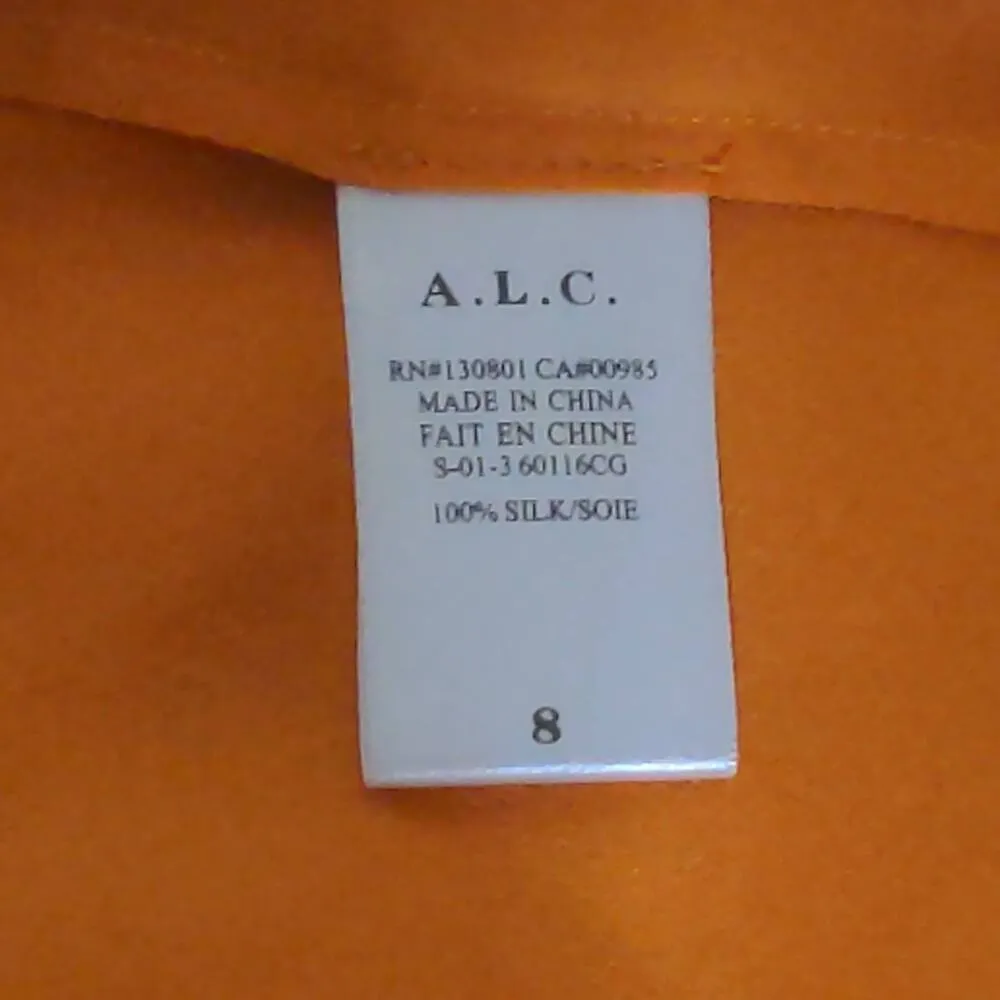 A.L.C.
RN#130801 CA#00985
MADE IN CHINA
FAIT EN CHINE
S-01-3 60116CG
100% SILK/SOIE
8